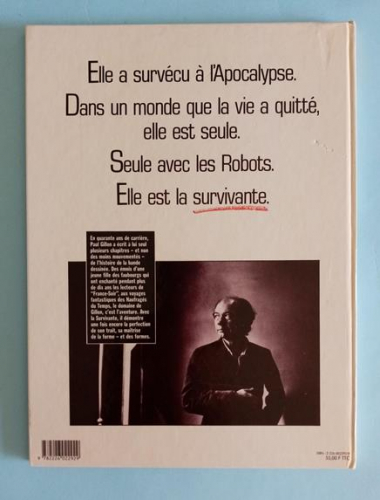 Elle a survécu à l'Apocalypse.
Dans un monde que la vie a quitté,
elle est seule.
Seule avec les Robots.
Elle est la survivante.
En quarante ans de carrière,
Paul Gillon a écrit à lui seul
plusieurs chapitres – et non
des moins mouvementés –
de l'histoire de la bande
dessinée. Des émois d'une
jeune fille des faubourgs qui
ont enchanté pendant plus
de dix ans les lecteurs de
"France-Soir", aux voyages
fantastiques des Naufragés
du Temps, le domaine de
Gillon, c'est l'aventure. Avec
la Survivante, il démontre
une fois encore la perfection
de son trait, sa maîtrise
de la forme – et des formes.